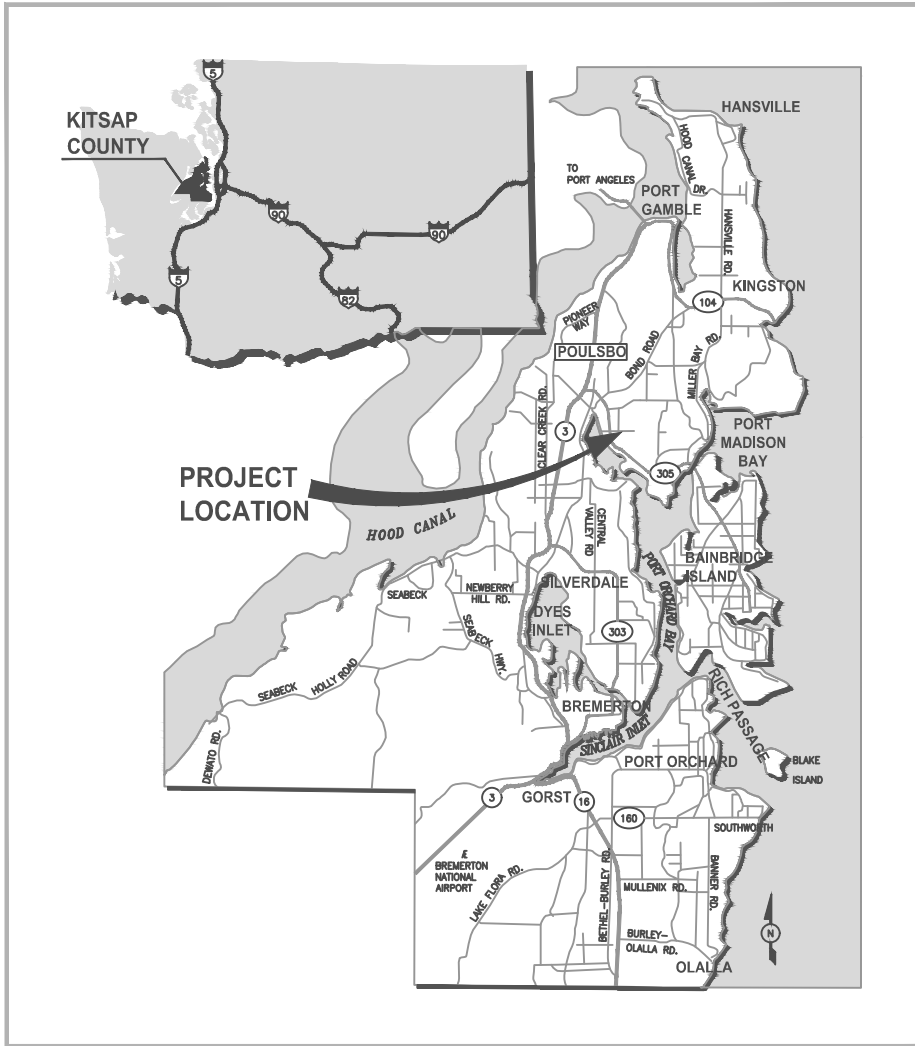 5
KITSAP
COUNTY
90
90
5
82
HANSVILLE
HOOD CANAL
DR.
TO
PORT ANGELES
PORT
GAMBLE
HANSVILLE RD.
KINGSTON
104
PIONEER
WAY
POULSBO
BOND ROAD
MILLER BAY RD.
CLEAR CREEK RD.
3
PORT
MADISON
BAY
305
PROJECT
LOCATION
HOOD CANAL
CENTRAL
VALLEY RD
PORT ORCHARD BAY
BAINBRIDGE
ISLAND
SILVERDALE
NEWBERRY
HILL RD.
SEABECK
DYES
INLET
SEABECK
HWY.
303
SEABECK
HOLLY ROAD
DEWATO RD.
BREMERTON
RICH PASSAGE
SINCLAIR INLET
PORT ORCHARD
BLAKE
ISLAND
3
GORST
16
160
SOUTHWORTH
BREMERTON
NATIONAL
AIRPORT
LAKE FLORA RD.
BETHEL-BURLEY RD.
MULLENIX RD.
BANNER RD.
BURLEY-
OLALLA RD.
OLALLA
N